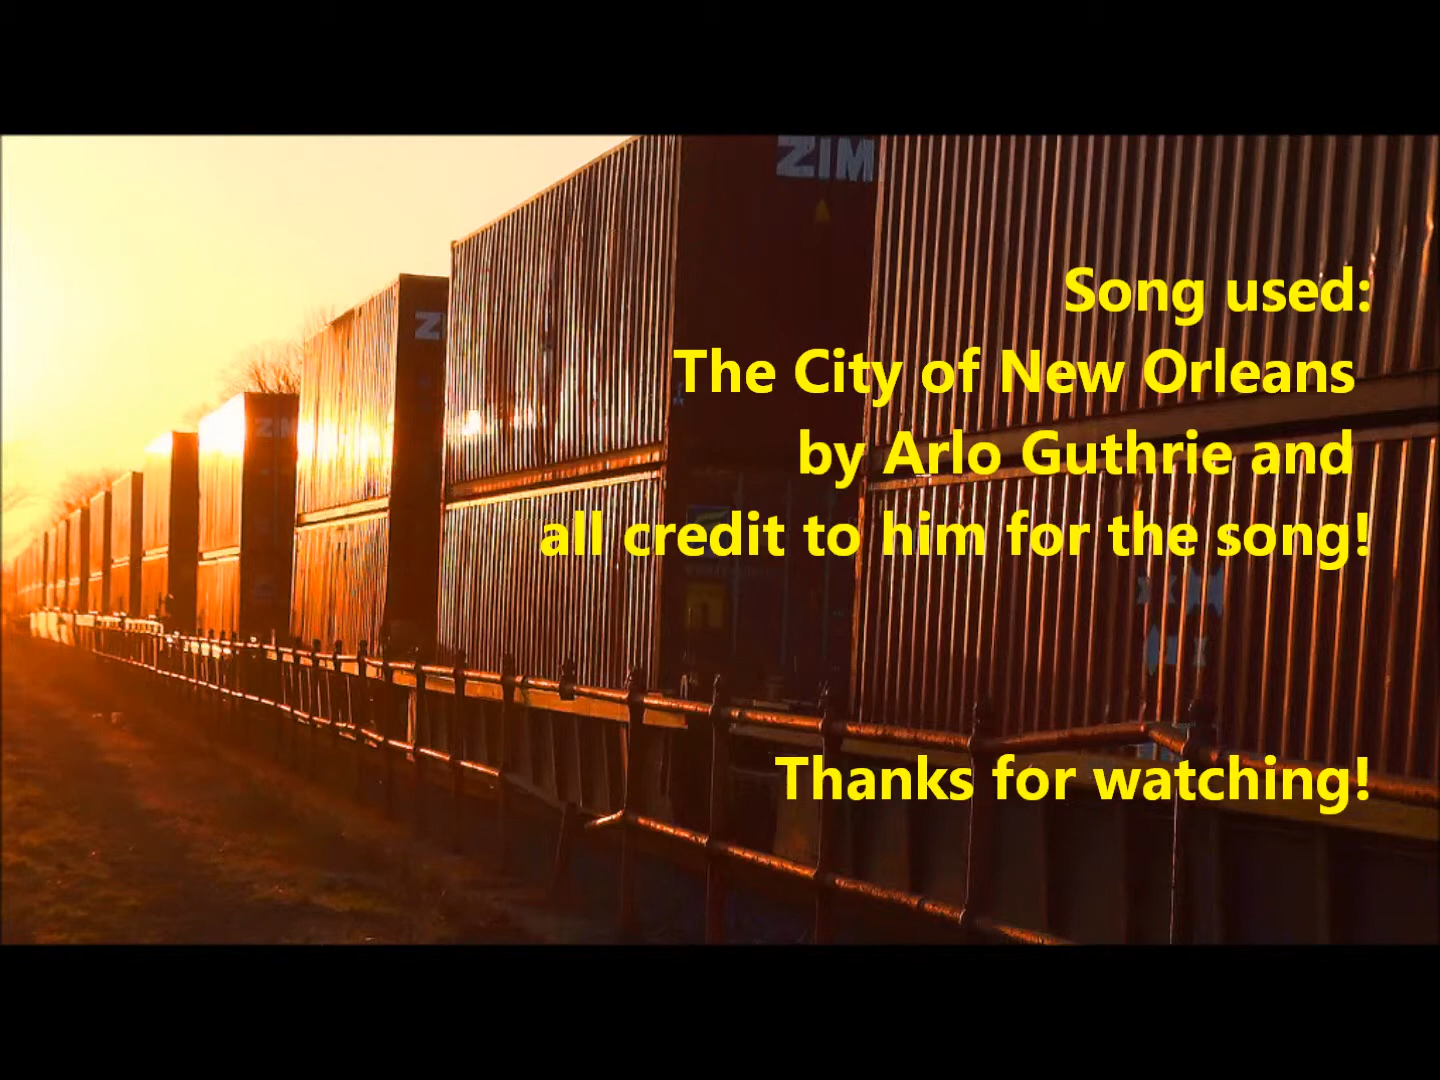 ZIM
Z
ZIM
Song used:
The City of New Orleans
by Arlo Guthrie and
all credit to him for the song!
Thanks for watching!